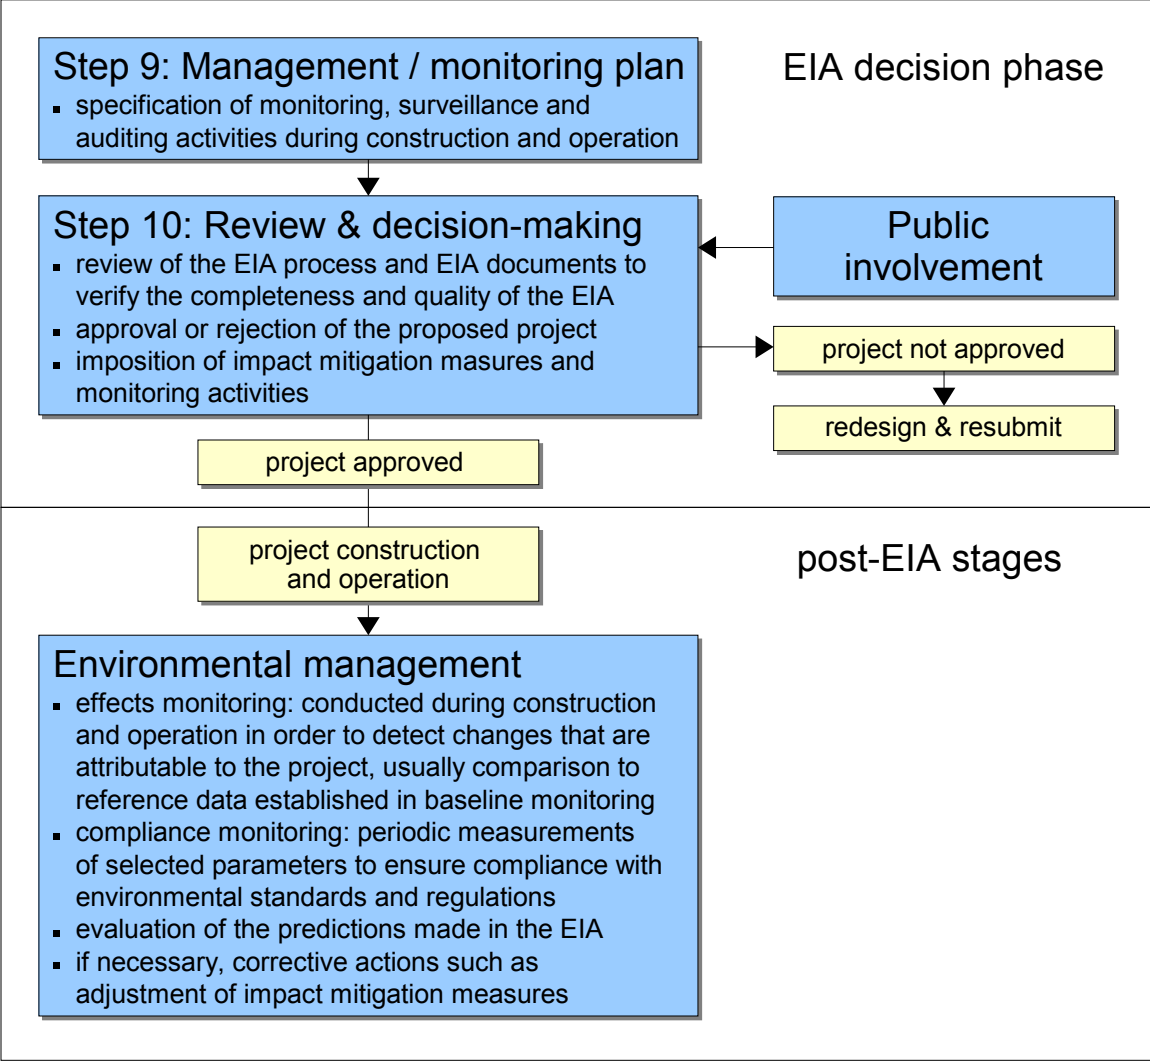 Step 9: Management / monitoring plan
▪ specification of monitoring, surveillance and
auditing activities during construction and operation
EIA decision phase
Step 10: Review & decision-making
▪ review of the EIA process and EIA documents to
verify the completeness and quality of the EIA
▪ approval or rejection of the proposed project
▪ imposition of impact mitigation masures and
monitoring activities
Public
involvement
project not approved
redesign & resubmit
project approved
project construction
and operation
post-EIA stages
Environmental management
▪ effects monitoring: conducted during construction
and operation in order to detect changes that are
attributable to the project, usually comparison to
reference data established in baseline monitoring
▪ compliance monitoring: periodic measurements
of selected parameters to ensure compliance with
environmental standards and regulations
▪ evaluation of the predictions made in the EIA
▪ if necessary, corrective actions such as
adjustment of impact mitigation measures